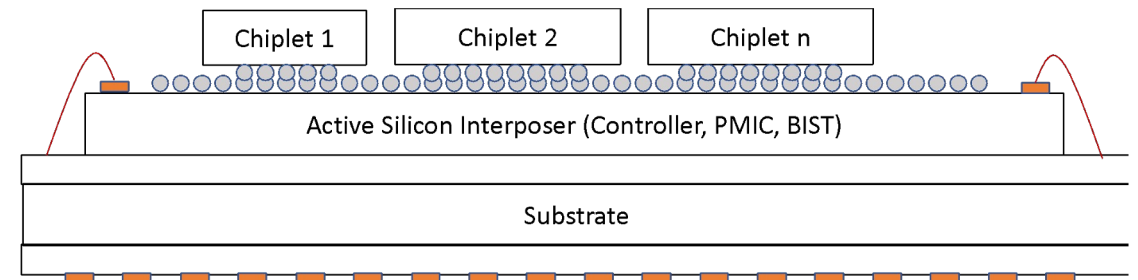 Chiplet 1
Chiplet 2
Chiplet n
Active Silicon Interposer (Controller, PMIC, BIST)
Substrate